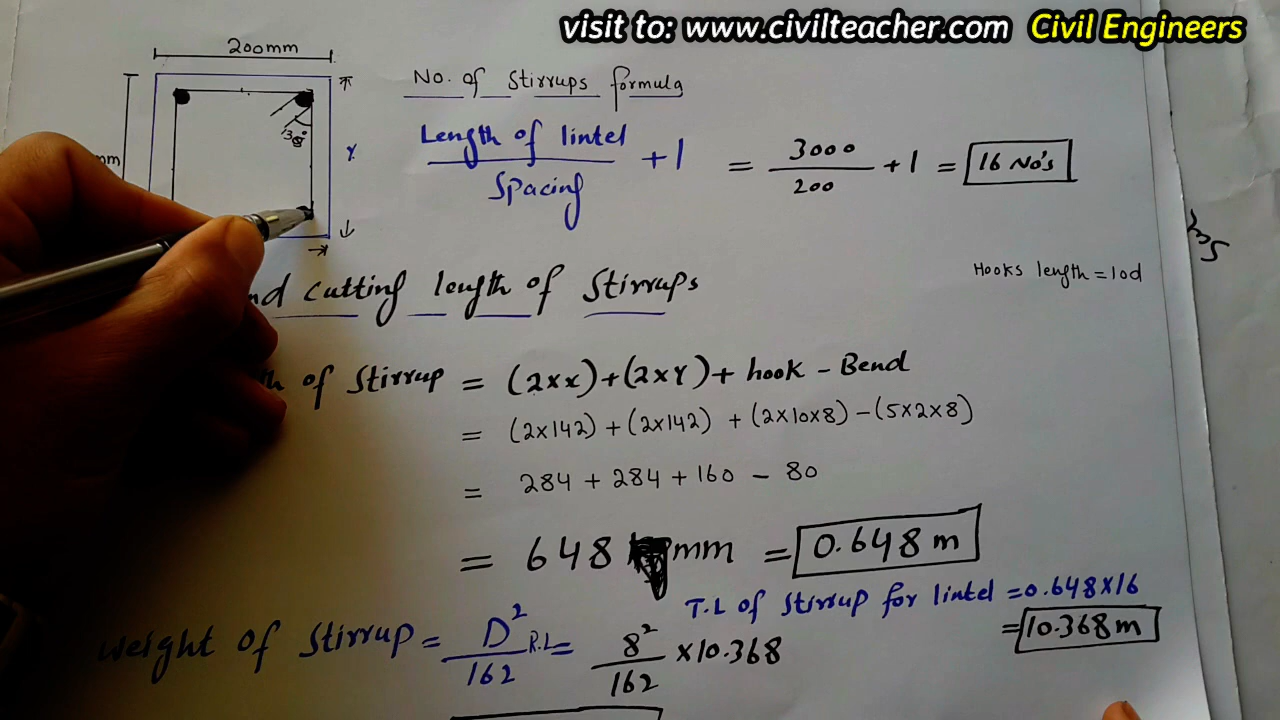 visit to: www.civilteacher.com Civil Engineers
200mm
No. of Stirrups formula
Length of lintel / Spacing + 1 = 3000 / 200 + 1 = 16 No's
mm
Y
cutting length of Stirrups
Hooks length = 10d
of Stirrup = (2xX)+(2xY)+ hook - Bend
= (2x142) + (2x142) + (2x10x8) - (5x2x8)
= 284 + 284 + 160 - 80
= 648 mm = 0.648 m
T.L of Stirrup for lintel = 0.648x16
= 10.368 m
Weight of Stirrup = D² / 162 R.L = 8² / 162 x 10.368